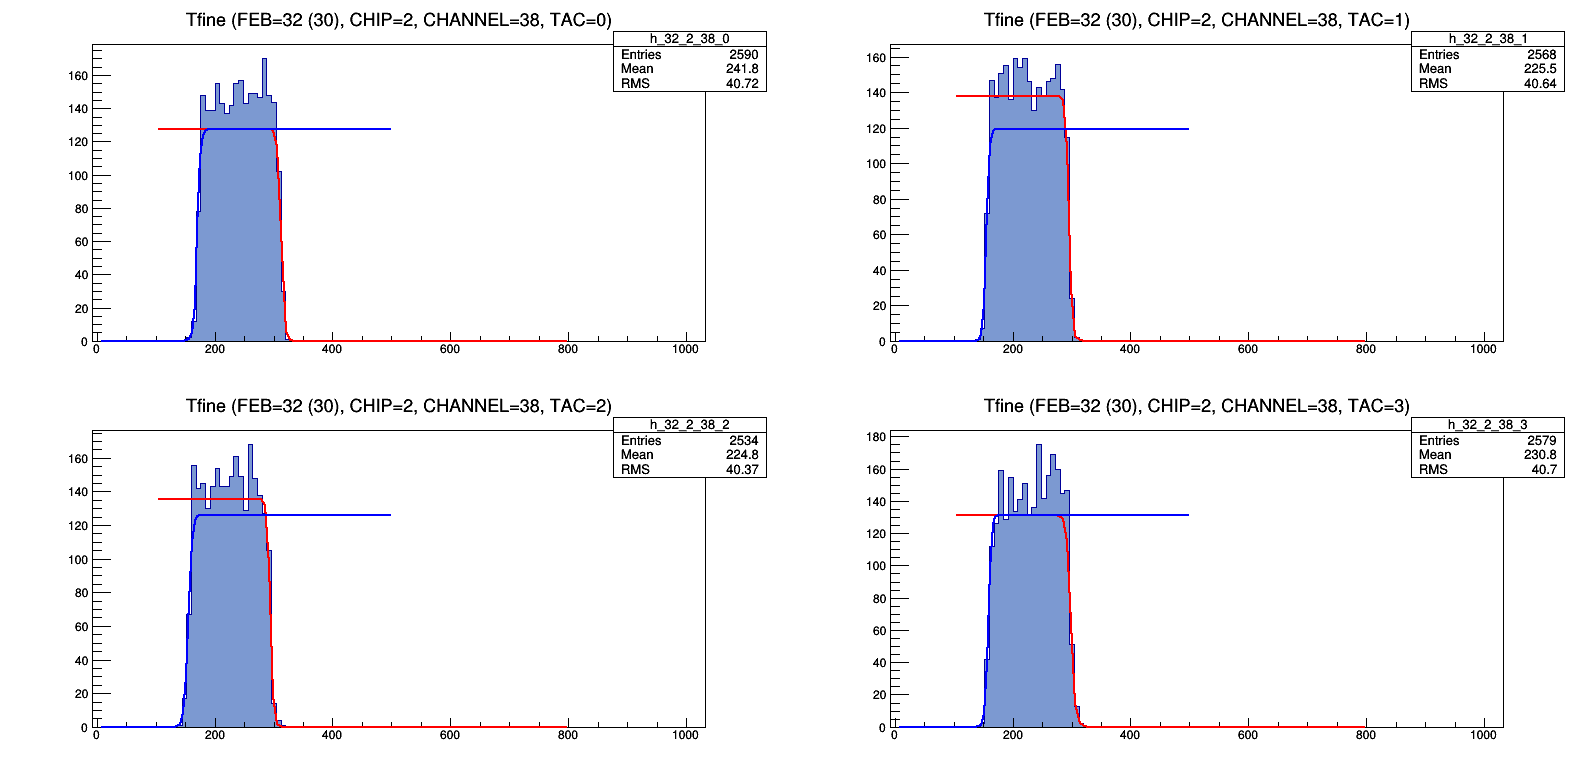 Tfine (FEB=32 (30), CHIP=2, CHANNEL=38, TAC=0)
h_32_2_38_0
Entries 2590
Mean 241.8
RMS 40.72
160
140
120
100
80
60
40
20
0
0 200 400 600 800 1000
Tfine (FEB=32 (30), CHIP=2, CHANNEL=38, TAC=1)
h_32_2_38_1
Entries 2568
Mean 225.5
RMS 40.64
160
140
120
100
80
60
40
20
0
0 200 400 600 800 1000
Tfine (FEB=32 (30), CHIP=2, CHANNEL=38, TAC=2)
h_32_2_38_2
Entries 2534
Mean 224.8
RMS 40.37
160
140
120
100
80
60
40
20
0
0 200 400 600 800 1000
Tfine (FEB=32 (30), CHIP=2, CHANNEL=38, TAC=3)
h_32_2_38_3
Entries 2579
Mean 230.8
RMS 40.7
180
160
140
120
100
80
60
40
20
0
0 200 400 600 800 1000